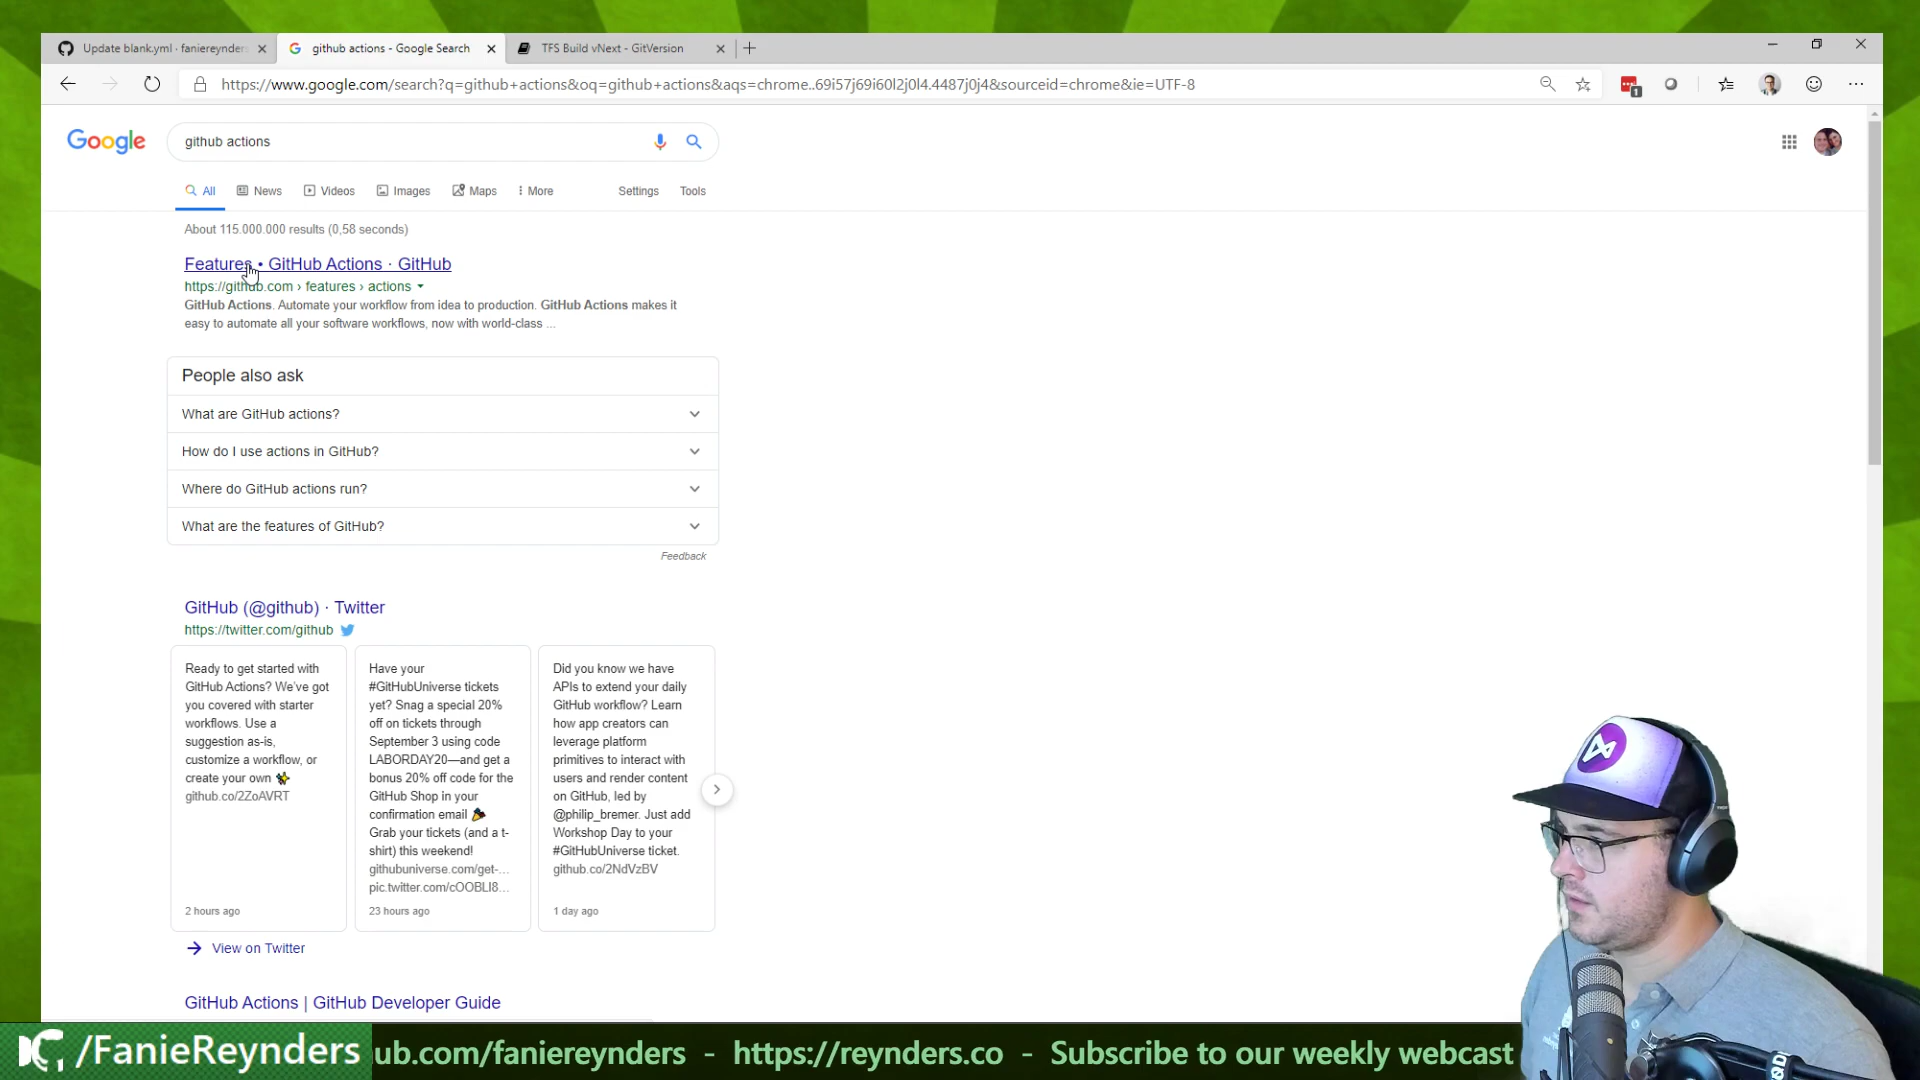 Update blank.yml · faniereynders
github actions - Google Search
TFS Build vNext - GitVersion
https://www.google.com/search?q=github+actions&oq=github+actions&aqs=chrome..69i57j69i60l2j0l4.4487j0j4&sourceid=chrome&ie=UTF-8
1
Google
github actions
All
News
Videos
Images
Maps
More
Settings
Tools
About 115.000.000 results (0,58 seconds)
Features • GitHub Actions · GitHub
https://github.com › features › actions
GitHub Actions. Automate your workflow from idea to production. GitHub Actions makes it
easy to automate all your software workflows, now with world-class ...
People also ask
What are GitHub actions?
How do I use actions in GitHub?
Where do GitHub actions run?
What are the features of GitHub?
Feedback
GitHub (@github) · Twitter
https://twitter.com/github
Ready to get started with
GitHub Actions? We've got
you covered with starter
workflows. Use a
suggestion as-is,
customize a workflow, or
create your own
github.co/2ZoAVRT
2 hours ago
Have your
#GitHubUniverse tickets
yet? Snag a special 20%
off on tickets through
September 3 using code
LABORDAY20—and get a
bonus 20% off code for the
GitHub Shop in your
confirmation email
Grab your tickets (and a t-
shirt) this weekend!
githubuniverse.com/get-...
pic.twitter.com/cOOBLI8...
23 hours ago
Did you know we have
APIs to extend your daily
GitHub workflow? Learn
how app creators can
leverage platform
primitives to interact with
users and render content
on GitHub, led by
@philip_bremer. Just add
Workshop Day to your
#GitHubUniverse ticket.
github.co/2NdVzBV
1 day ago
View on Twitter
GitHub Actions | GitHub Developer Guide
/FanieReynders
ub.com/faniereynders - https://reynders.co - Subscribe to our weekly webcast